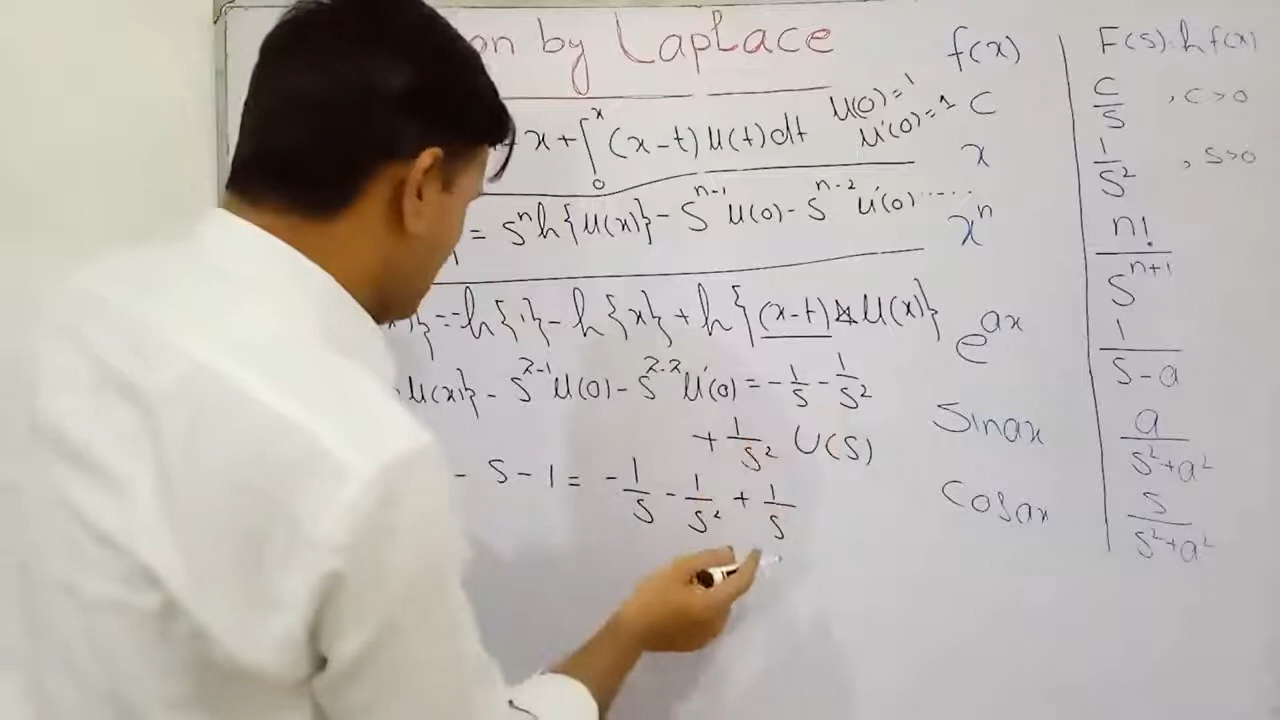 on by Laplace
x + ∫₀ˣ (x-t) u(t) dt u(0)=1
u'(0)=1
= Sⁿ h{u(x)} - Sⁿ⁻¹ u(0) - Sⁿ⁻² u'(0) .....
)} = h{1} - h{x} + h{(x-t) * u(x)}
u(x)} - S²⁻¹ u(0) - S²⁻² u'(0) = -1/S - 1/S²
+ 1/S² U(S)
- S - 1 = -1/S - 1/S² + 1/S
f(x) F(s). h f(x)
C C/S , C>0
x 1/S² , S>0
xⁿ n!/Sⁿ⁺¹
eᵃˣ 1/S-a
Sinax a/S²+a²
Cosax S/S²+a²